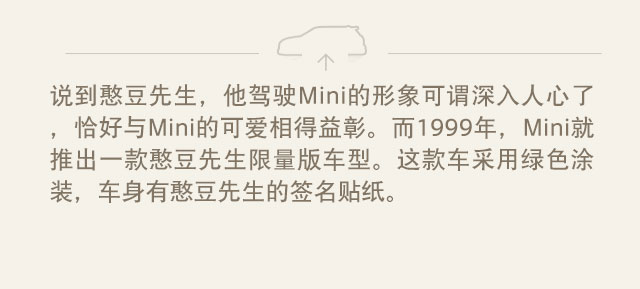 说到憨豆先生，他驾驶Mini的形象可谓深入人心了
，恰好与Mini的可爱相得益彰。而1999年，Mini就
推出一款憨豆先生限量版车型。这款车采用绿色涂
装，车身有憨豆先生的签名贴纸。